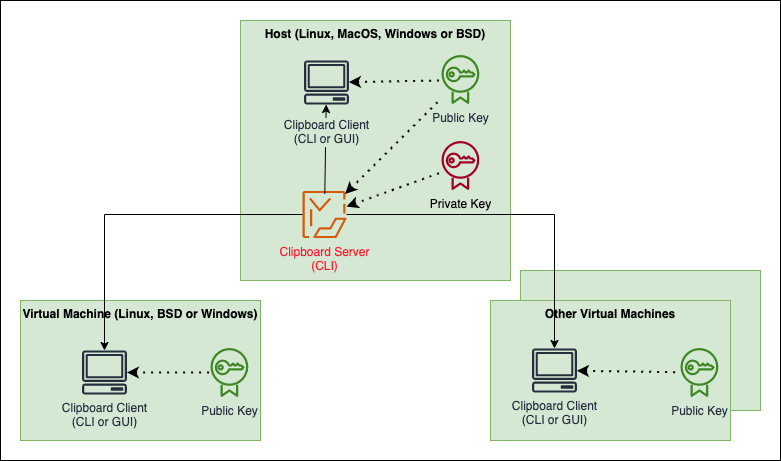 Host (Linux, MacOS, Windows or BSD)
Clipboard Client
(CLI or GUI)
Public Key
Private Key
Clipboard Server
(CLI)
Virtual Machine (Linux, BSD or Windows)
Clipboard Client
(CLI or GUI)
Public Key
Other Virtual Machines
Clipboard Client
(CLI or GUI)
Public Key